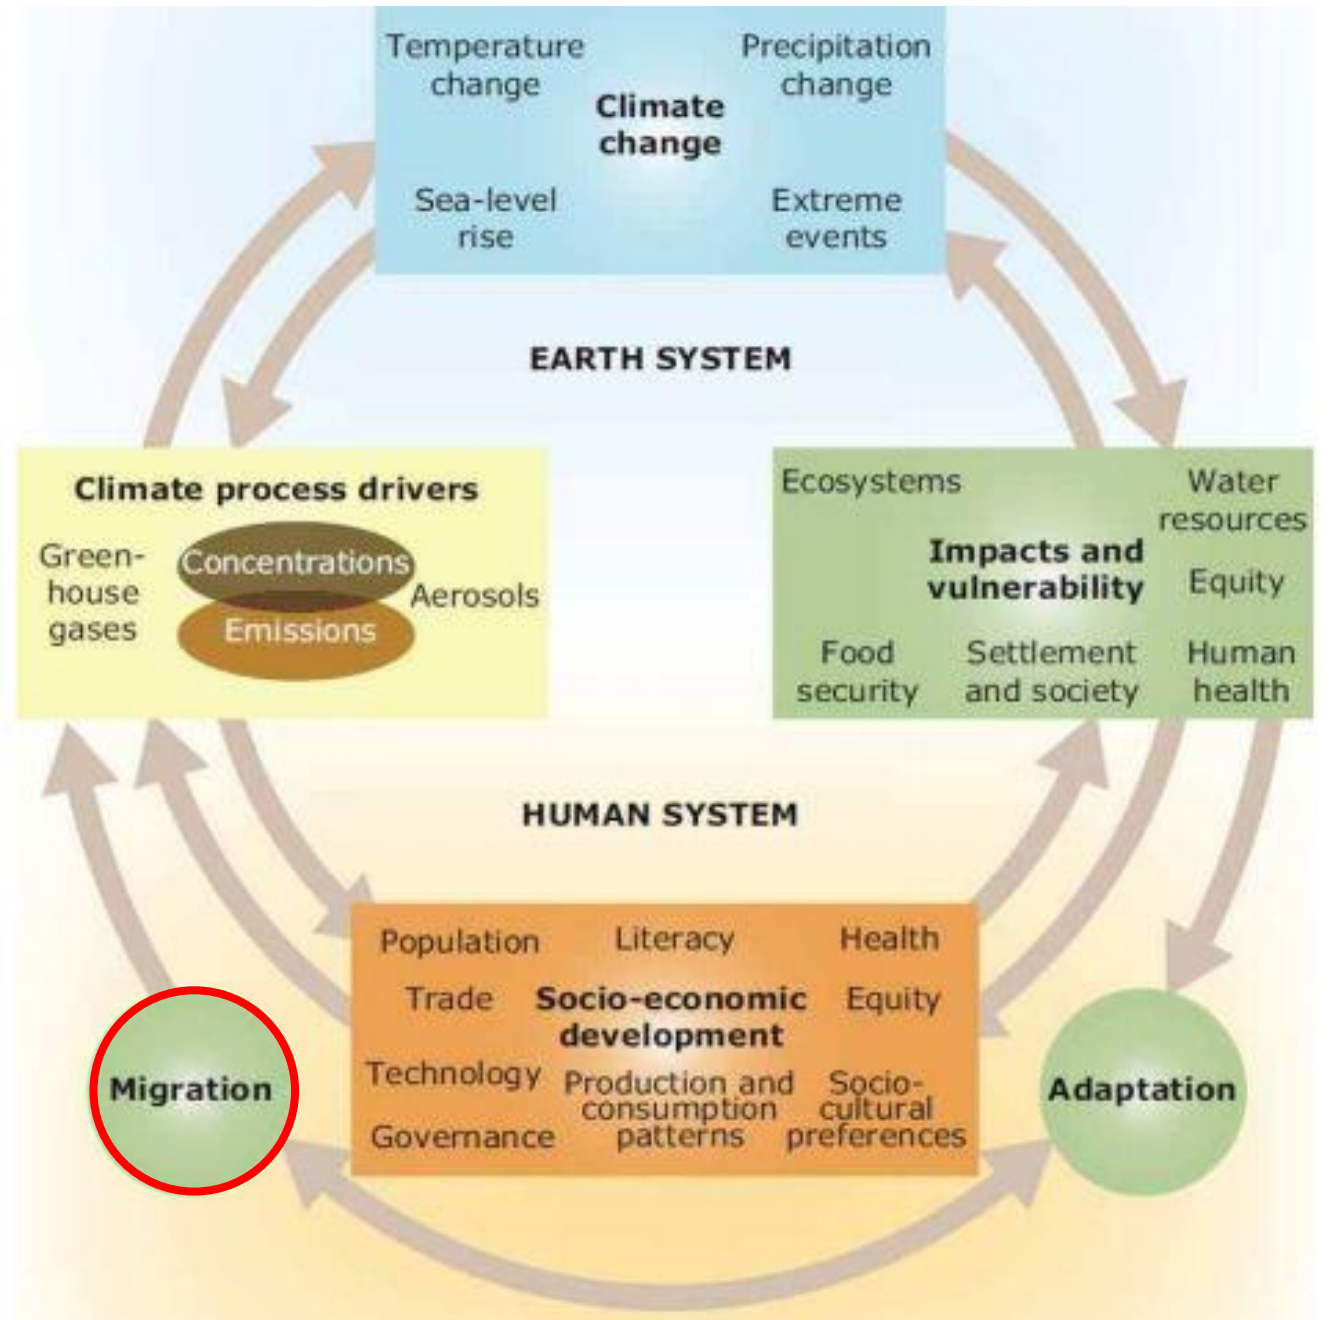 Temperature
change
Precipitation
change
Climate
change
Sea-level
rise
Extreme
events
EARTH SYSTEM
Climate process drivers
Green-
house
gases
Concentrations
Emissions
Aerosols
Ecosystems
Water
resources
Impacts and
vulnerability
Equity
Food
security
Settlement
and society
Human
health
HUMAN SYSTEM
Population
Literacy
Health
Trade
Socio-economic
development
Equity
Technology
Production and
consumption
patterns
Socio-
cultural
preferences
Governance
Migration
Adaptation